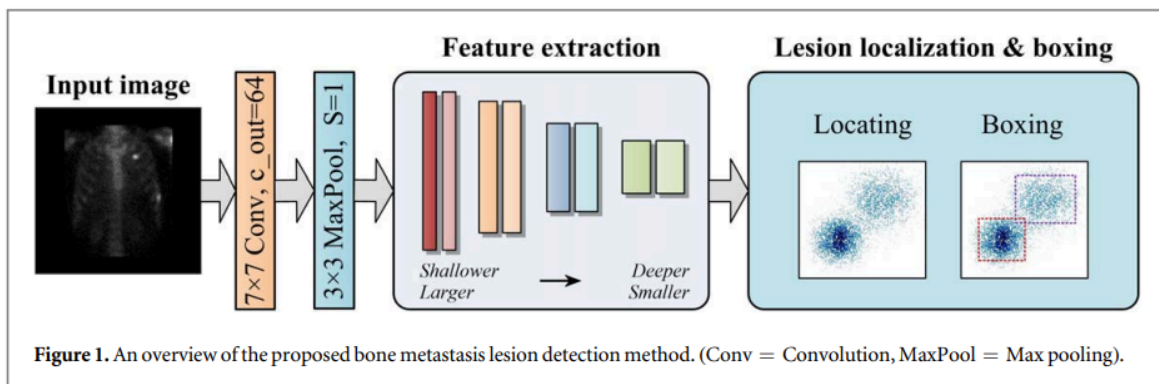 Input image
7×7 Conv, c_out=64
3×3 MaxPool, S=1
Feature extraction
Shallower
Larger
Deeper
Smaller
Lesion localization & boxing
Locating
Boxing
Figure 1. An overview of the proposed bone metastasis lesion detection method. (Conv = Convolution, MaxPool = Max pooling).